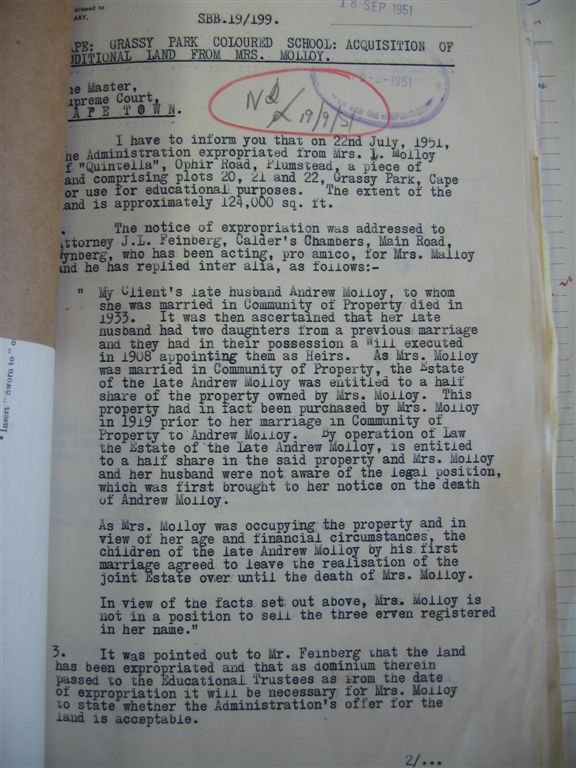 dressed to
ARY.
18 SEP 1951
SBB.19/199.
APE: GRASSY PARK COLOURED SCHOOL: ACQUISITION OF
DDITIONAL LAND FROM MRS. MOLLOY.
he Master,
upreme Court,
APE TOWN.
1951
19/9/51
I have to inform you that on 22nd July, 1951,
he Administration expropriated from Mrs. L. Molloy
f "Quintella", Ophir Road, Plumstead, a piece of
and comprising plots 20, 21 and 22, Grassy Park, Cape
or use for educational purposes. The extent of the
and is approximately 124,000 sq. ft.
. The notice of expropriation was addressed to
ttorney J.L. Feinberg, Calder's Chambers, Main Road,
ynberg, who has been acting, pro amico, for Mrs. Malloy
and he has replied inter alia, as follows:-
" My Client's late husband Andrew Molloy, to whom
she was married in Community of Property died in
1933. It was then ascertained that her late
husband had two daughters from a previous marriage
and they had in their possession a Will executed
in 1908 appointing them as Heirs. As Mrs. Molloy
was married in Community of Property, the Estate
of the late Andrew Molloy was entitled to a half
share of the property owned by Mrs. Molloy. This
property had in fact been purchased by Mrs. Molloy
in 1919 prior to her marriage in Community of
Property to Andrew Molloy. By operation of Law
the Estate of the late Andrew Molloy, is entitled
to a half share in the said property and Mrs. Molloy
and her husband were not aware of the legal position,
which was first brought to her notice on the death
of Andrew Molloy.
As Mrs. Molloy was occupying the property and in
view of her age and financial circumstances, the
children of the late Andrew Molloy by his first
marriage agreed to leave the realisation of the
joint Estate over until the death of Mrs. Molloy.
In view of the facts set out above, Mrs. Molloy is
not in a position to sell the three erven registered
in her name."
3. It was pointed out to Mr. Feinberg that the land
has been expropriated and that as dominium therein
passed to the Educational Trustees as from the date
of expropriation it will be necessary for Mrs. Molloy
to state whether the Administration's offer for the
land is acceptable.
2/...
* Insert "Sworn to" o